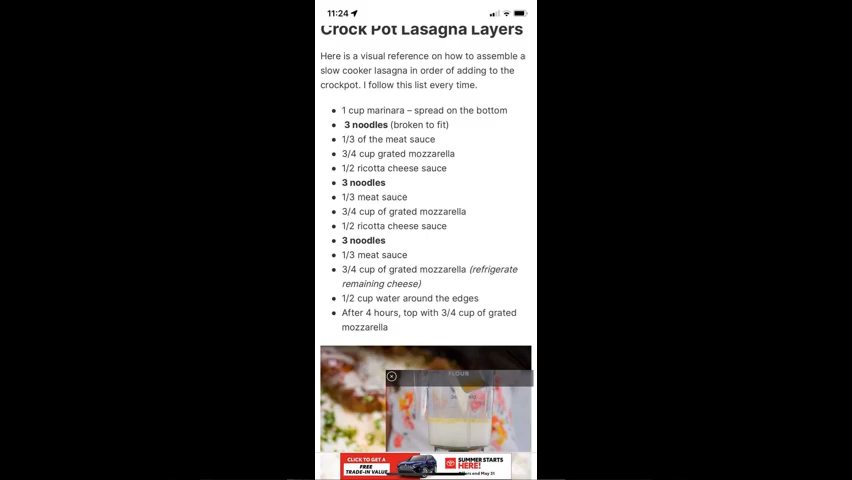 11:24
Crock Pot Lasagna Layers
Here is a visual reference on how to assemble a
slow cooker lasagna in order of adding to the
crockpot. I follow this list every time.
1 cup marinara – spread on the bottom
3 noodles (broken to fit)
1/3 of the meat sauce
3/4 cup grated mozzarella
1/2 ricotta cheese sauce
3 noodles
1/3 meat sauce
3/4 cup of grated mozzarella
1/2 ricotta cheese sauce
3 noodles
1/3 meat sauce
3/4 cup of grated mozzarella (refrigerate
remaining cheese)
1/2 cup water around the edges
After 4 hours, top with 3/4 cup of grated
mozzarella
FLOUR
CLICK TO GET A
FREE
TRADE-IN VALUE
SUMMER STARTS
HERE!
end May 31